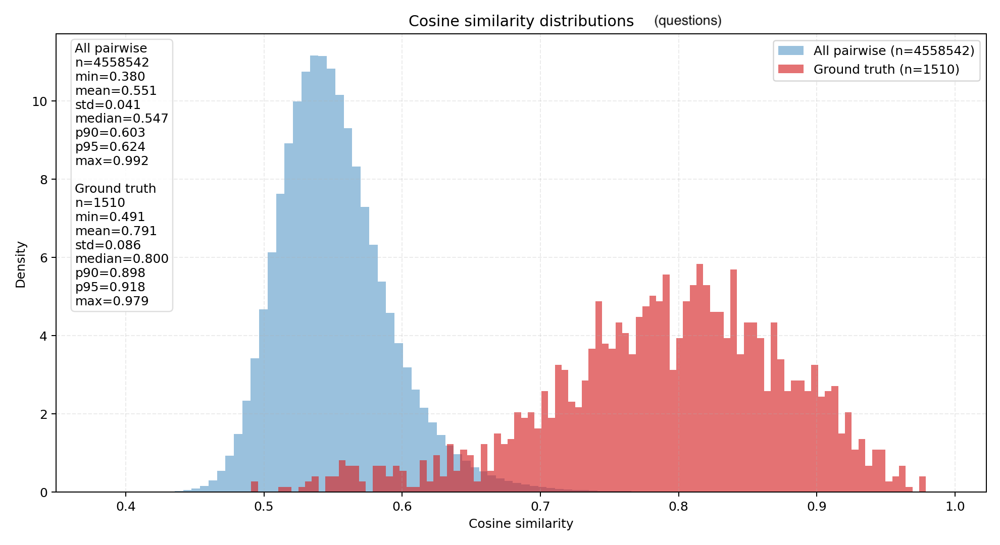 Cosine similarity distributions (questions)
All pairwise
n=4558542
min=0.380
mean=0.551
std=0.041
median=0.547
p90=0.603
p95=0.624
max=0.992
Ground truth
n=1510
min=0.491
mean=0.791
std=0.086
median=0.800
p90=0.898
p95=0.918
max=0.979
All pairwise (n=4558542)
Ground truth (n=1510)
Density
10
8
6
4
2
0
0.4 0.5 0.6 0.7 0.8 0.9 1.0
Cosine similarity